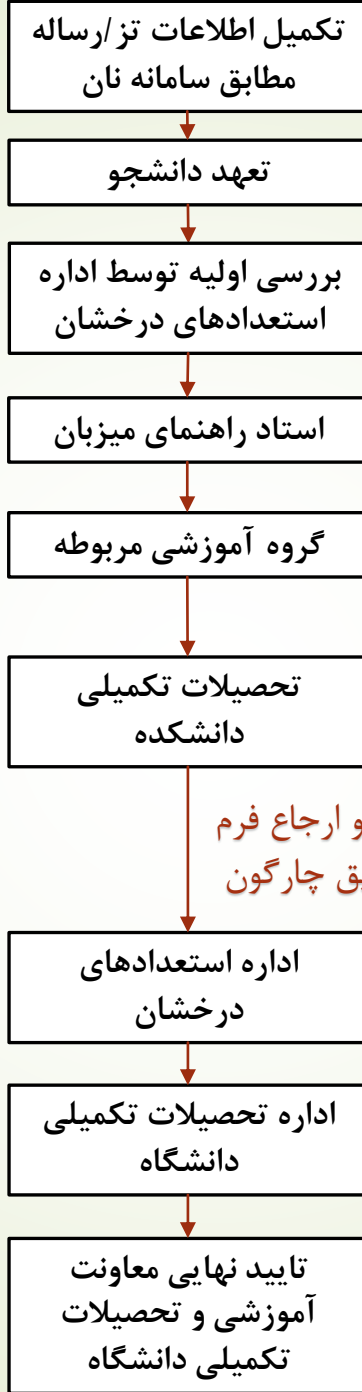 تکمیل اطلاعات تز/رساله
مطابق سامانه نان
تعهد دانشجو
بررسی اولیه توسط اداره
استعدادهای درخشان
استاد راهنمای میزبان
گروه آموزشی مربوطه
تحصیلات تکمیلی
دانشکده
و ارجاع فرم
چارگون
اداره استعدادهای
درخشان
اداره تحصیلات تکمیلی
دانشگاه
تایید نهایی معاونت
آموزشی و تحصیلات
تکمیلی دانشگاه